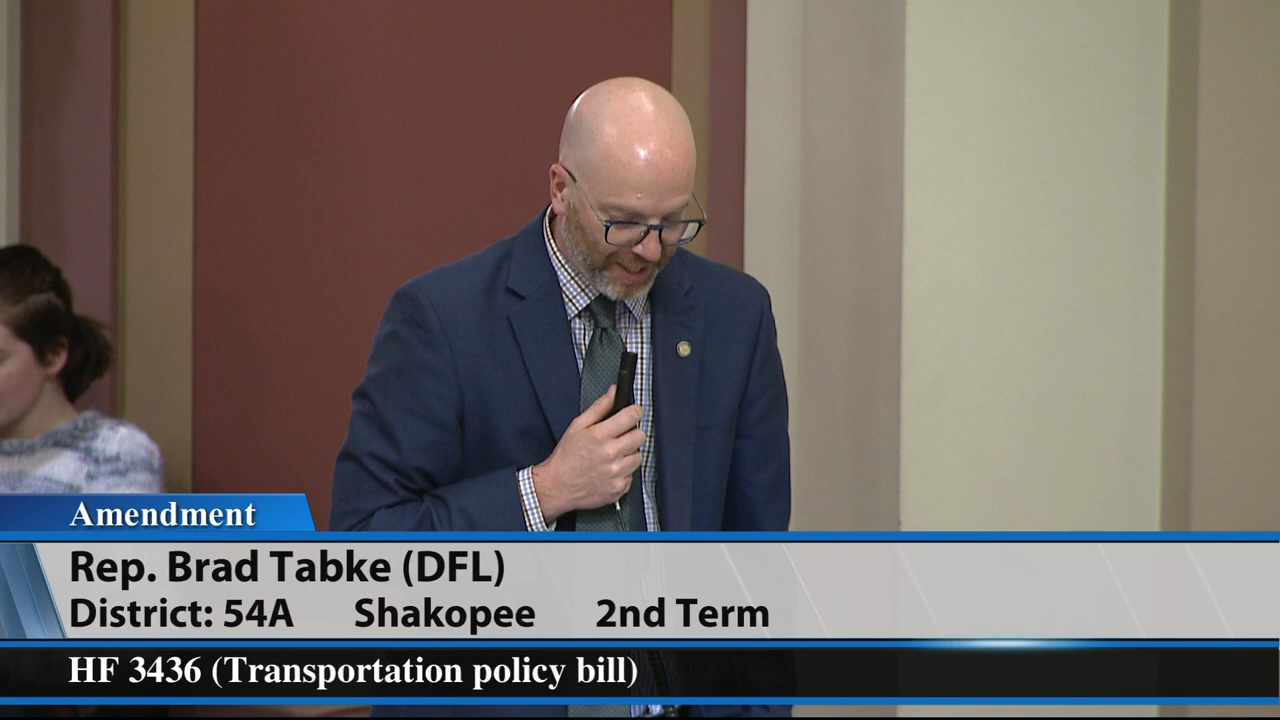 Amendment
Rep. Brad Tabke (DFL)
District: 54A Shakopee 2nd Term
HF 3436 (Transportation policy bill)